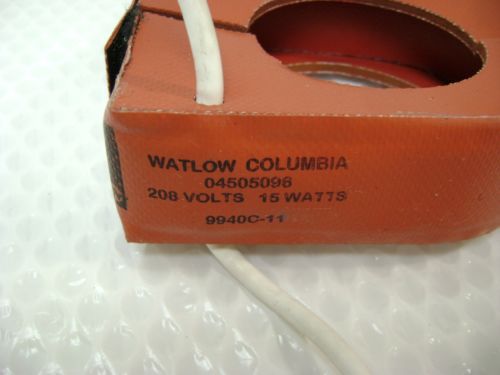 WATLOW COLUMBIA
04505096
208 VOLTS 15 WATTS
9940C-11